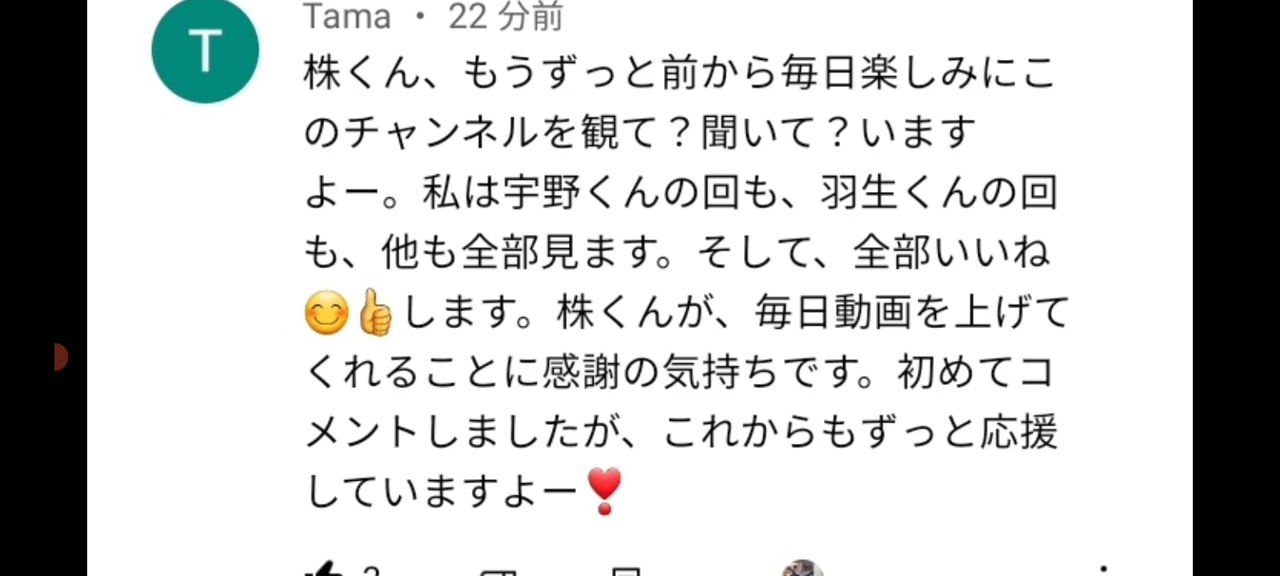 T
Tama • 22 分前
株くん、もうずっと前から毎日楽しみにこ
のチャンネルを観て？聞いて？います
よー。私は宇野くんの回も、羽生くんの回
も、他も全部見ます。そして、全部いいね
😊👍します。株くんが、毎日動画を上げて
くれることに感謝の気持ちです。初めてコ
メントしましたが、これからもずっと応援
していますよー❣️